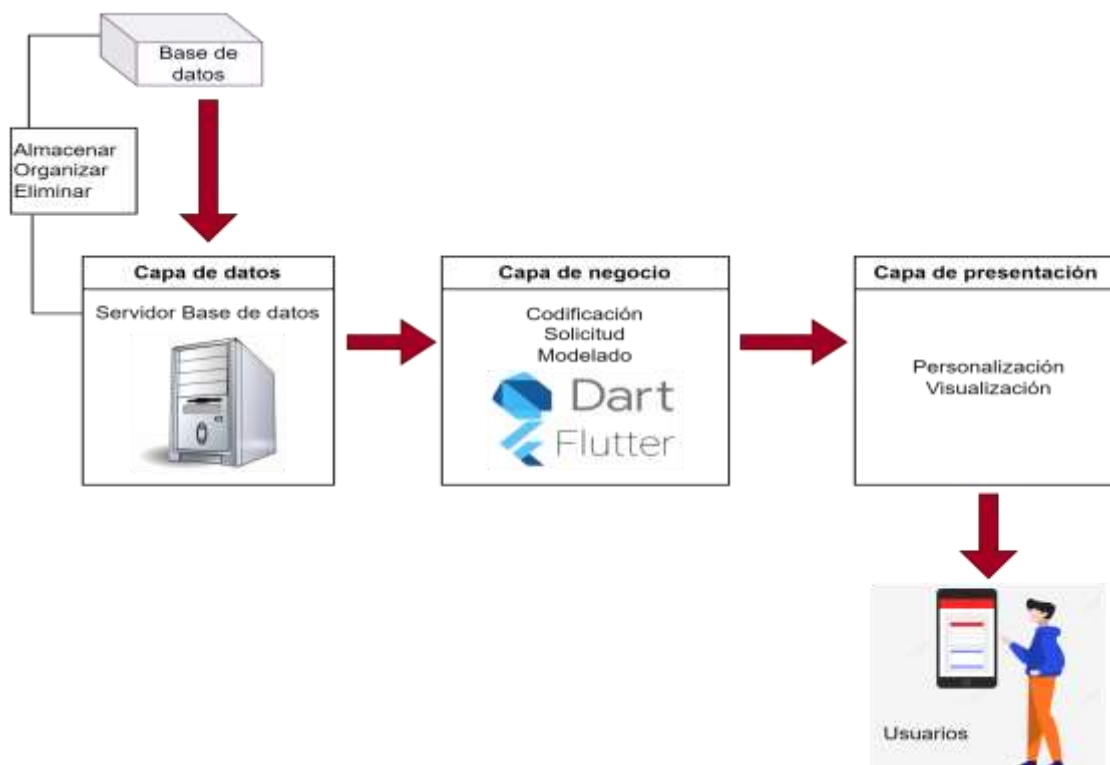 Base de
datos
Almacenar
Organizar
Eliminar
Capa de datos
Servidor Base de datos
Capa de negocio
Codificación
Solicitud
Modelado
Dart
Flutter
Capa de presentación
Personalización
Visualización
Usuarios